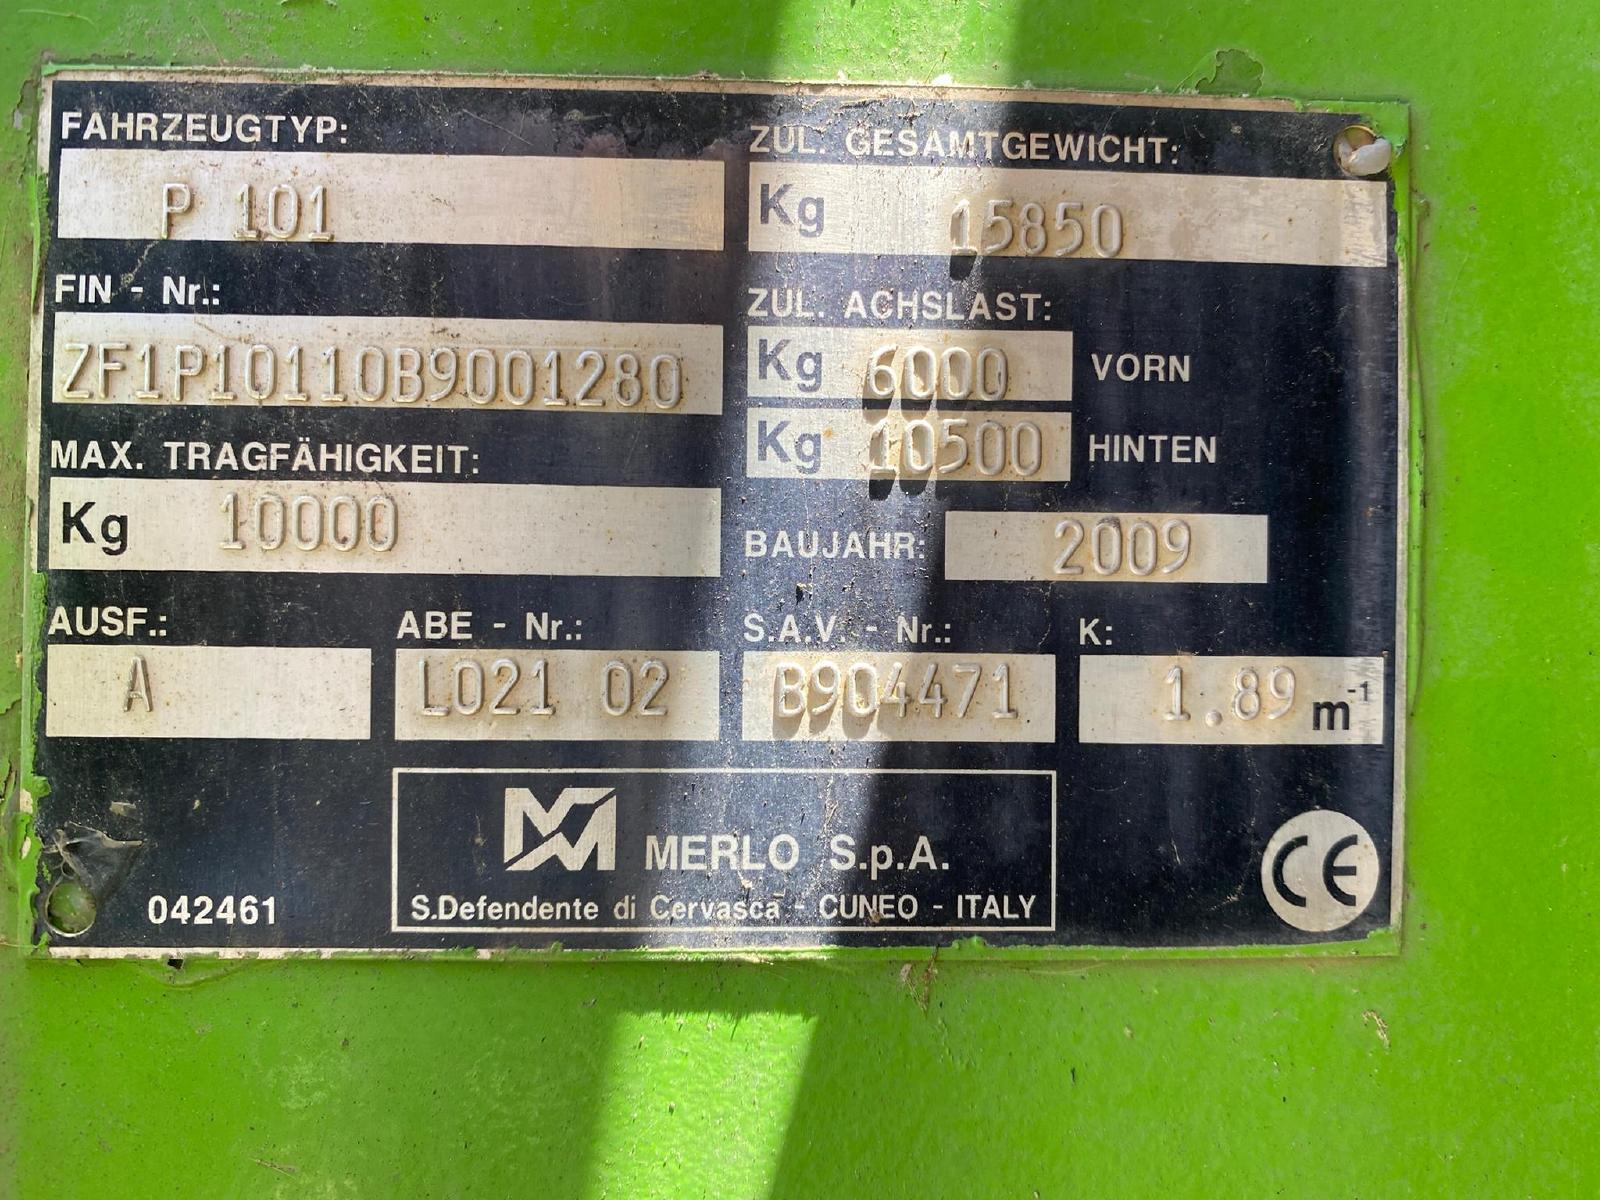 FAHRZEUGTYP:
P 101
FIN - Nr.:
ZF1P10110B9001280
MAX. TRAGFÄHIGKEIT:
Kg 10000
ZUL. GESAMTGEWICHT:
Kg 15850
ZUL. ACHSLAST:
Kg 6000 VORN
Kg 10500 HINTEN
BAUJAHR: 2009
AUSF.: ABE - Nr.: S.A.V. - Nr.: K:
A L021 02 B904471 1.89 m-1
MERLO S.p.A.
S.Defendente di Cervasca - CUNEO - ITALY
042461
CE